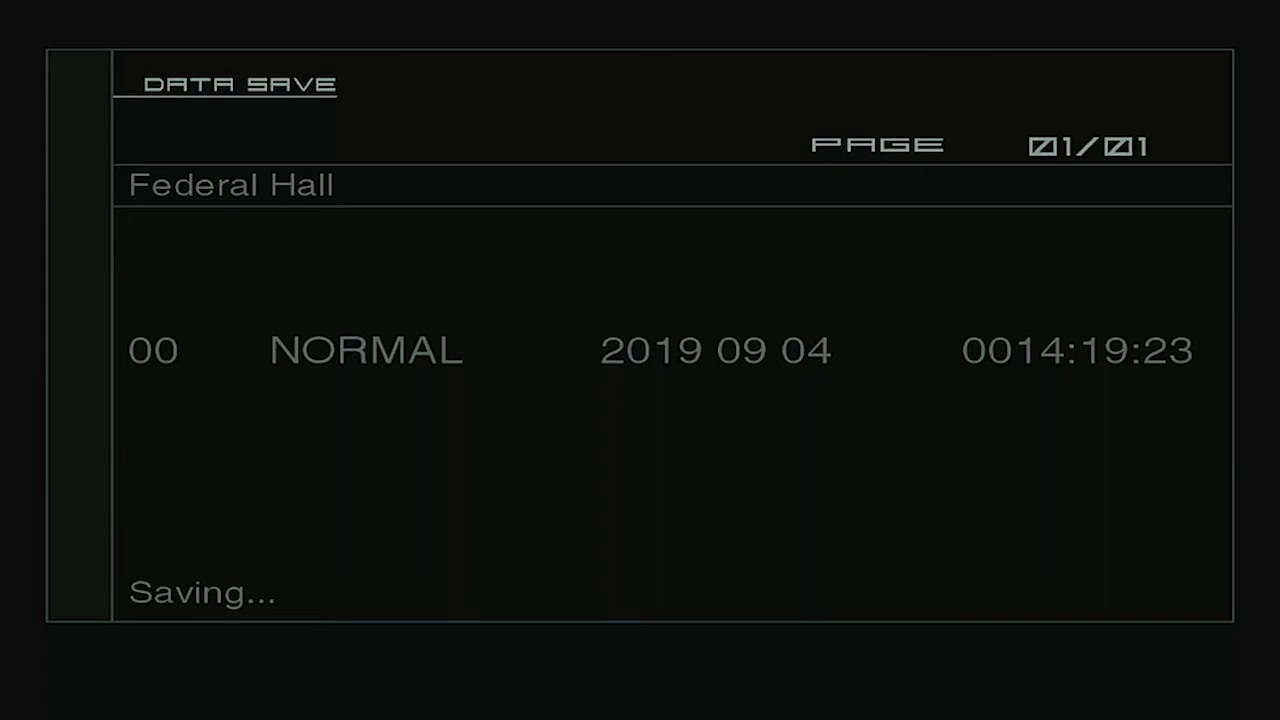 DATA SAVE
PAGE 01/01
Federal Hall
00 NORMAL 2019 09 04 0014:19:23
Saving...